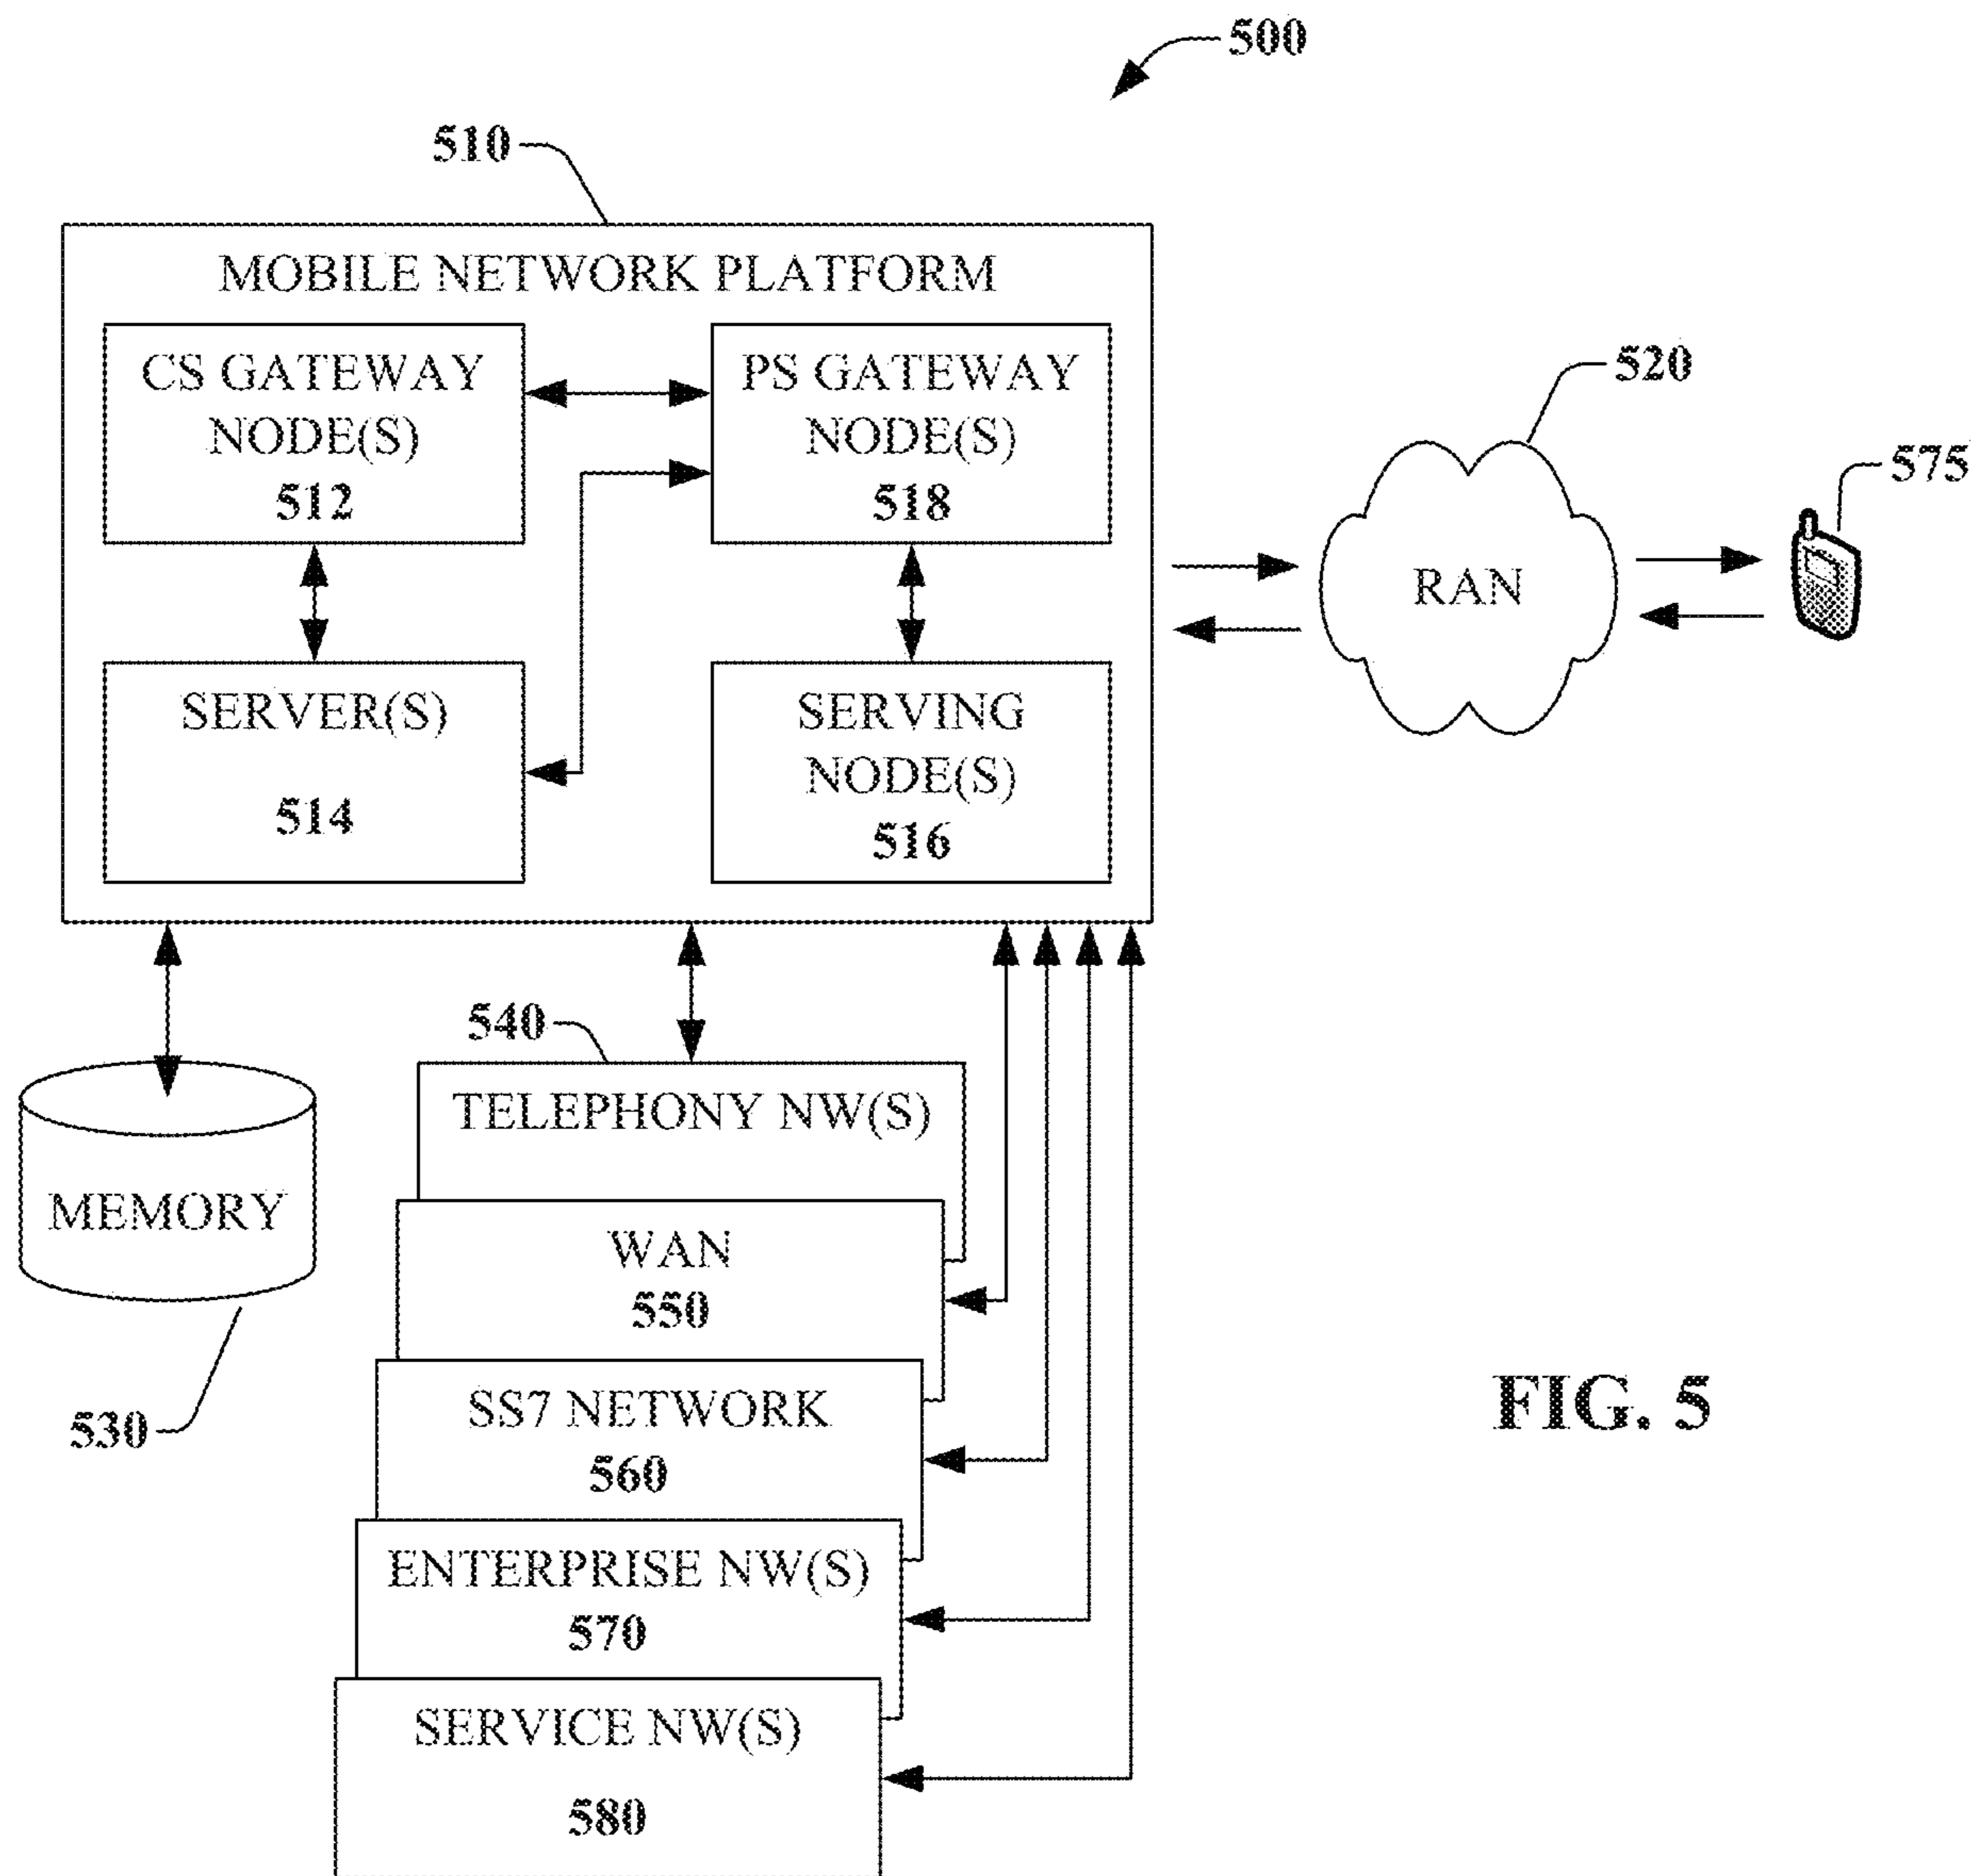 500
510
MOBILE NETWORK PLATFORM
CS GATEWAY
NODE(S)
512
PS GATEWAY
NODE(S)
518
520
575
RAN
SERVER(S)
514
SERVING
NODE(S)
516
540
TELEPHONY NW(S)
MEMORY
530
WAN
550
SS7 NETWORK
560
FIG. 5
ENTERPRISE NW(S)
570
SERVICE NW(S)
580